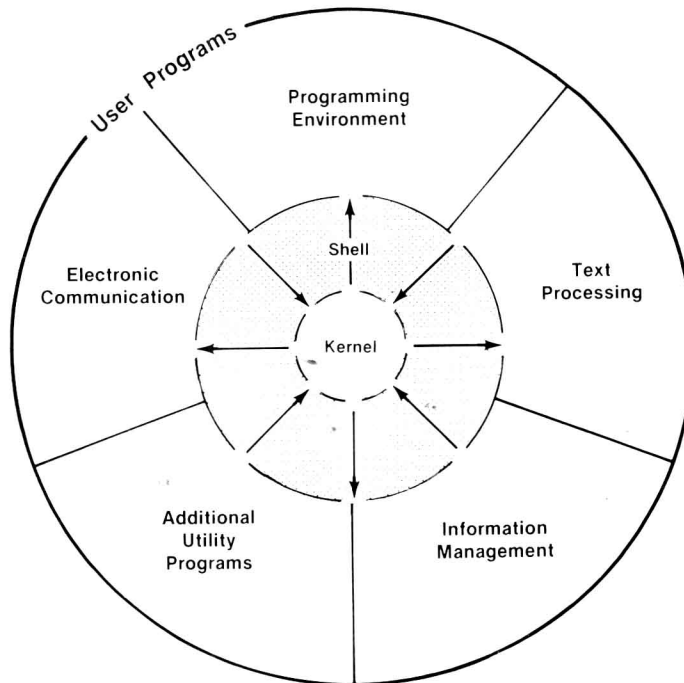 User Programs
Programming
Environment
Electronic
Communication
Shell
Text
Processing
Kernel
Additional
Utility
Programs
Information
Management